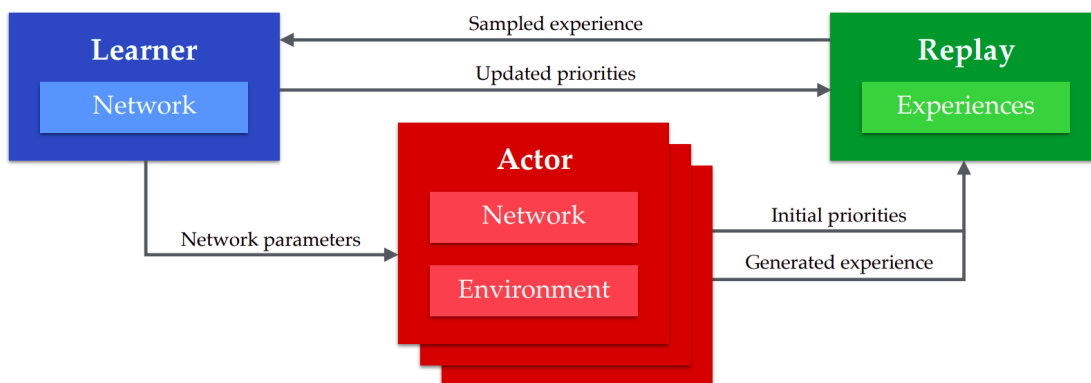 Learner
Network
Sampled experience
Updated priorities
Replay
Experiences
Actor
Network
Environment
Network parameters
Initial priorities
Generated experience